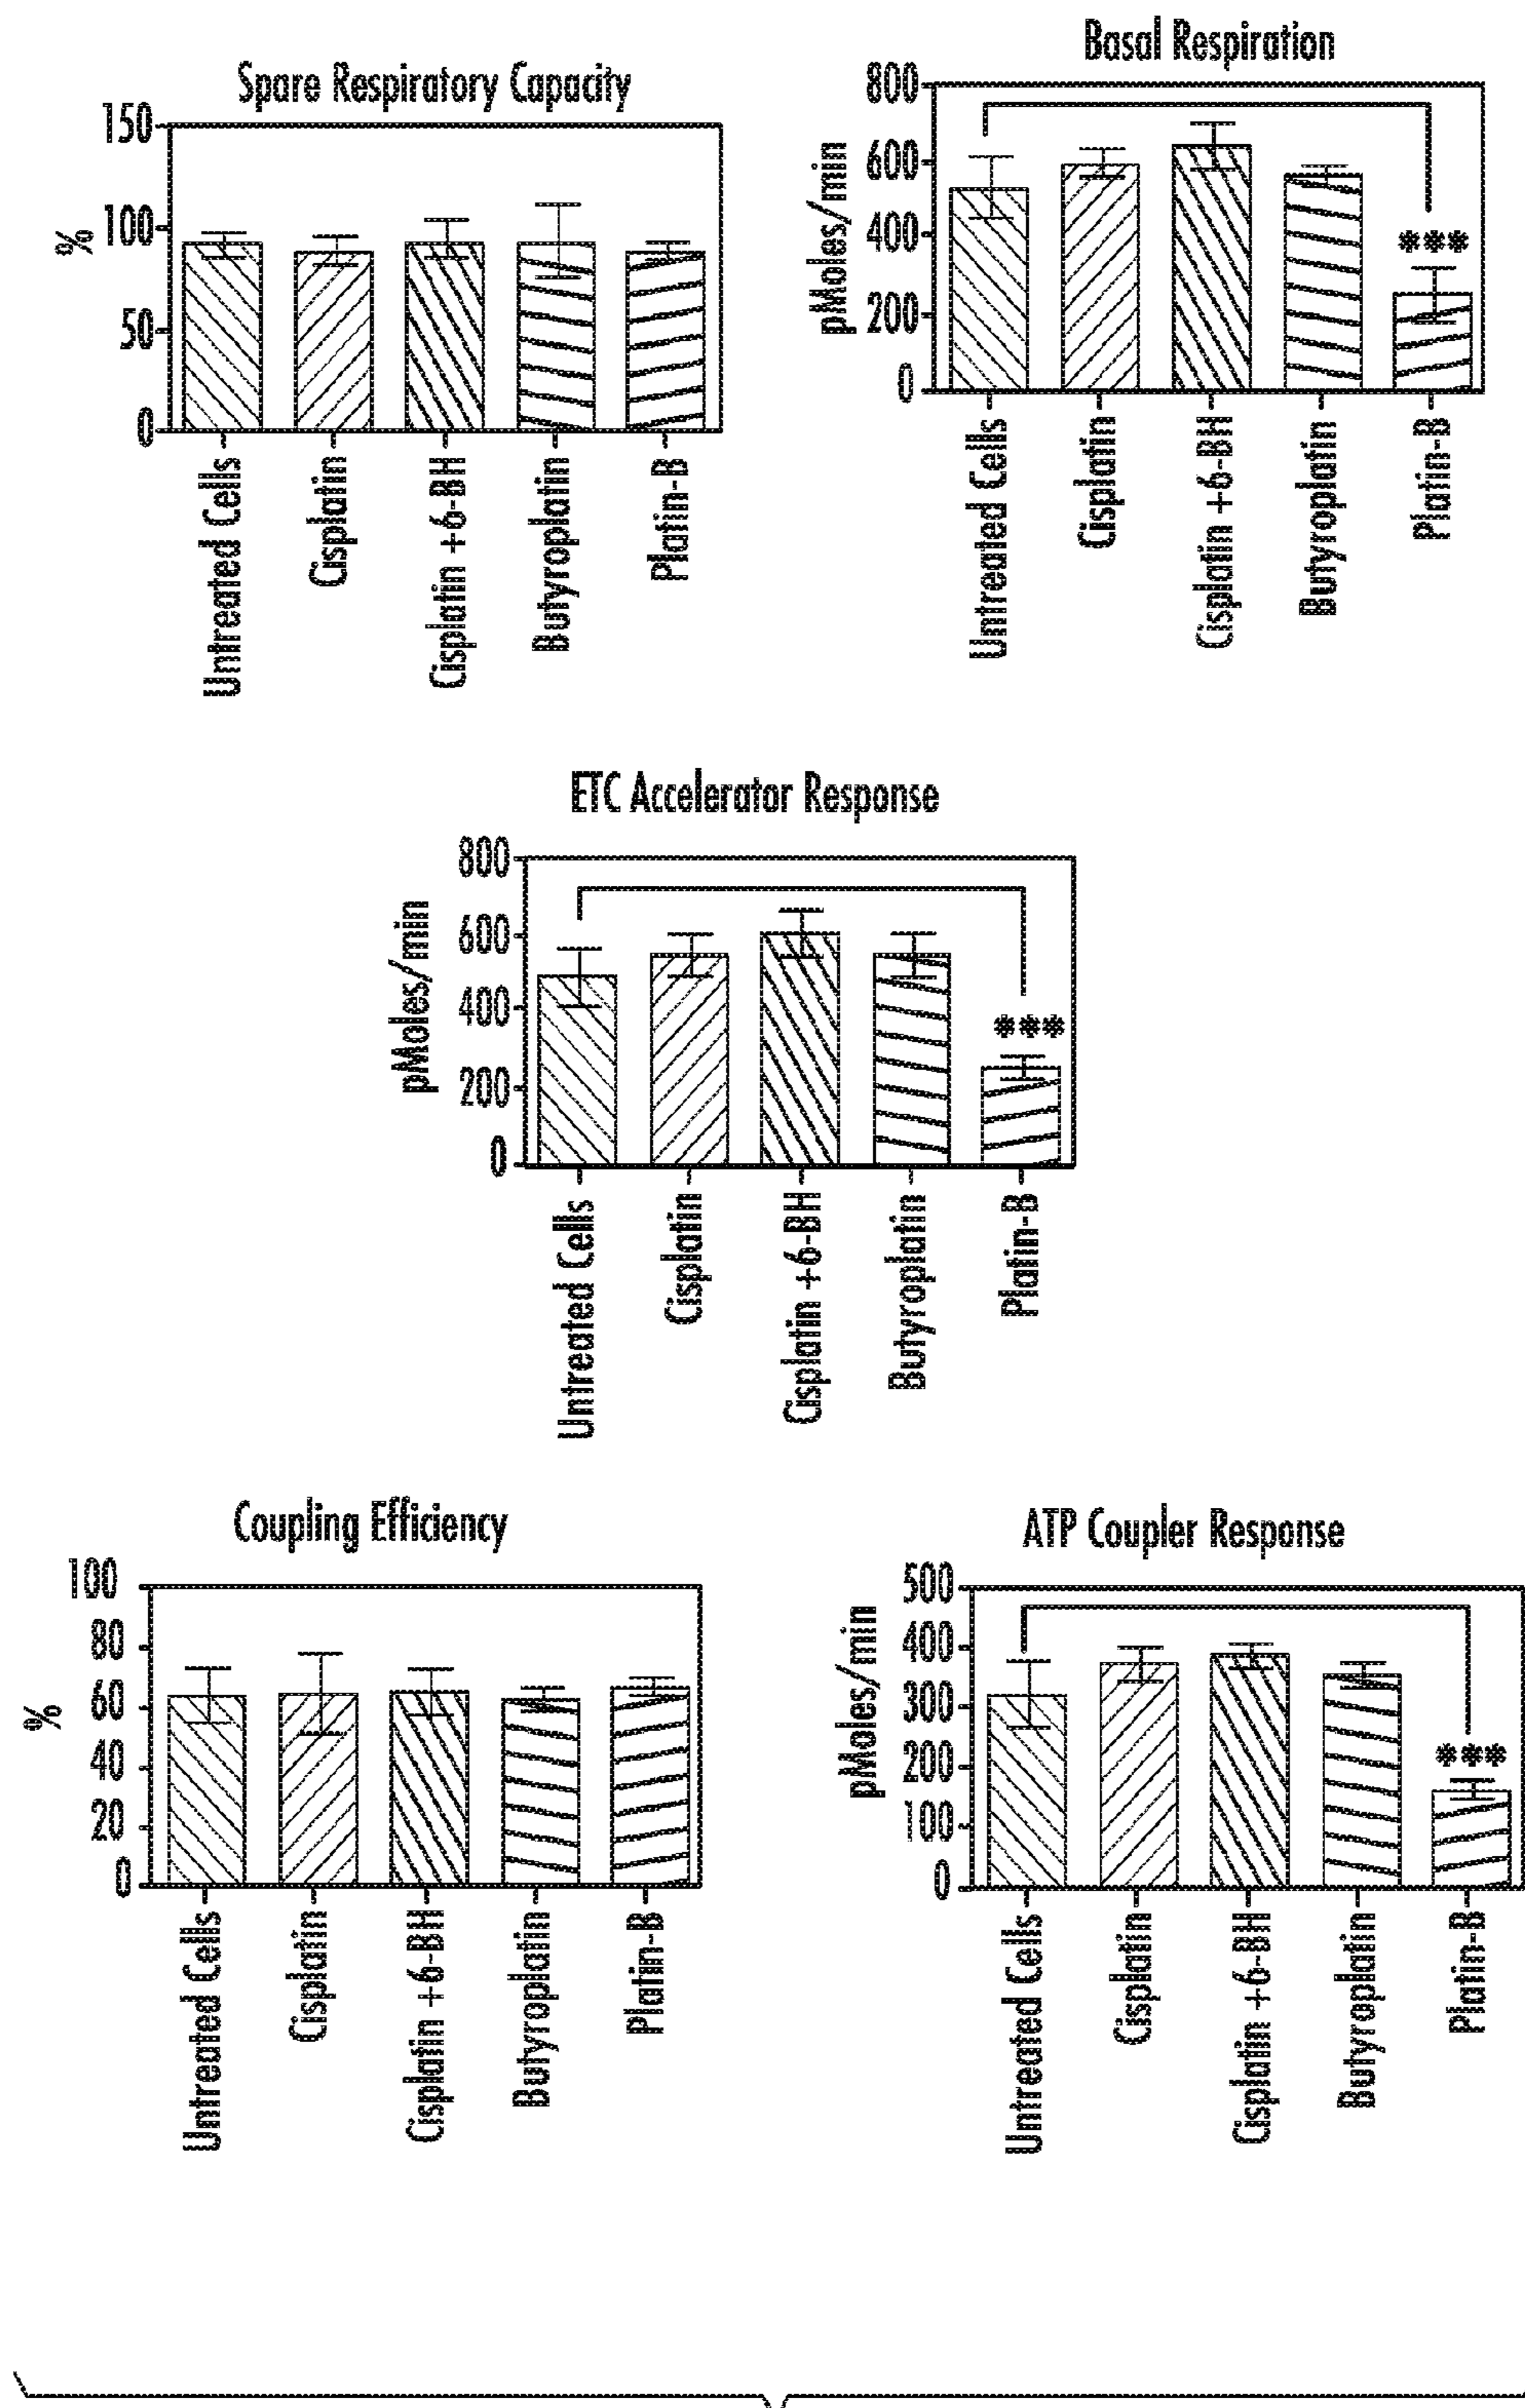 Spare Respiratory Capacity
150
100
50
0
%
Untreated Cells
Cisplatin
Cisplatin +6-BH
Butyroplatin
Platin-B
Basal Respiration
800
600
400
200
0
pMoles/min
***
Untreated Cells
Cisplatin
Cisplatin +6-BH
Butyroplatin
Platin-B
ETC Accelerator Response
800
600
400
200
0
pMoles/min
***
Untreated Cells
Cisplatin
Cisplatin +6-BH
Butyroplatin
Platin-B
Coupling Efficiency
100
80
60
40
20
0
%
Untreated Cells
Cisplatin
Cisplatin +6-BH
Butyroplatin
Platin-B
ATP Coupler Response
500
400
300
200
100
0
pMoles/min
***
Untreated Cells
Cisplatin
Cisplatin +6-BH
Butyroplatin
Platin-B